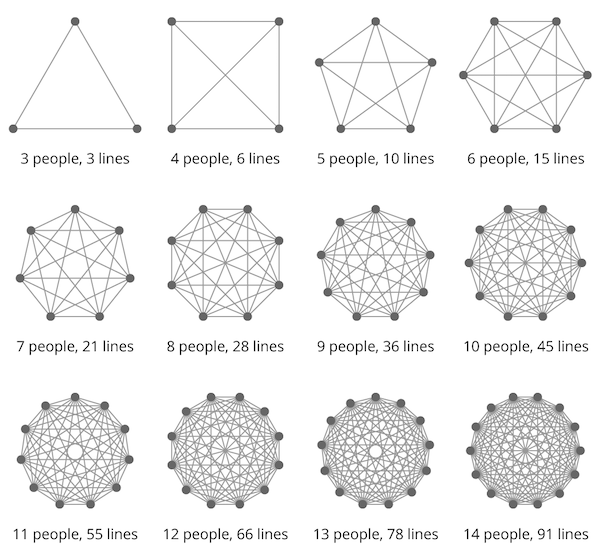 3 people, 3 lines
4 people, 6 lines
5 people, 10 lines
6 people, 15 lines
7 people, 21 lines
8 people, 28 lines
9 people, 36 lines
10 people, 45 lines
11 people, 55 lines
12 people, 66 lines
13 people, 78 lines
14 people, 91 lines